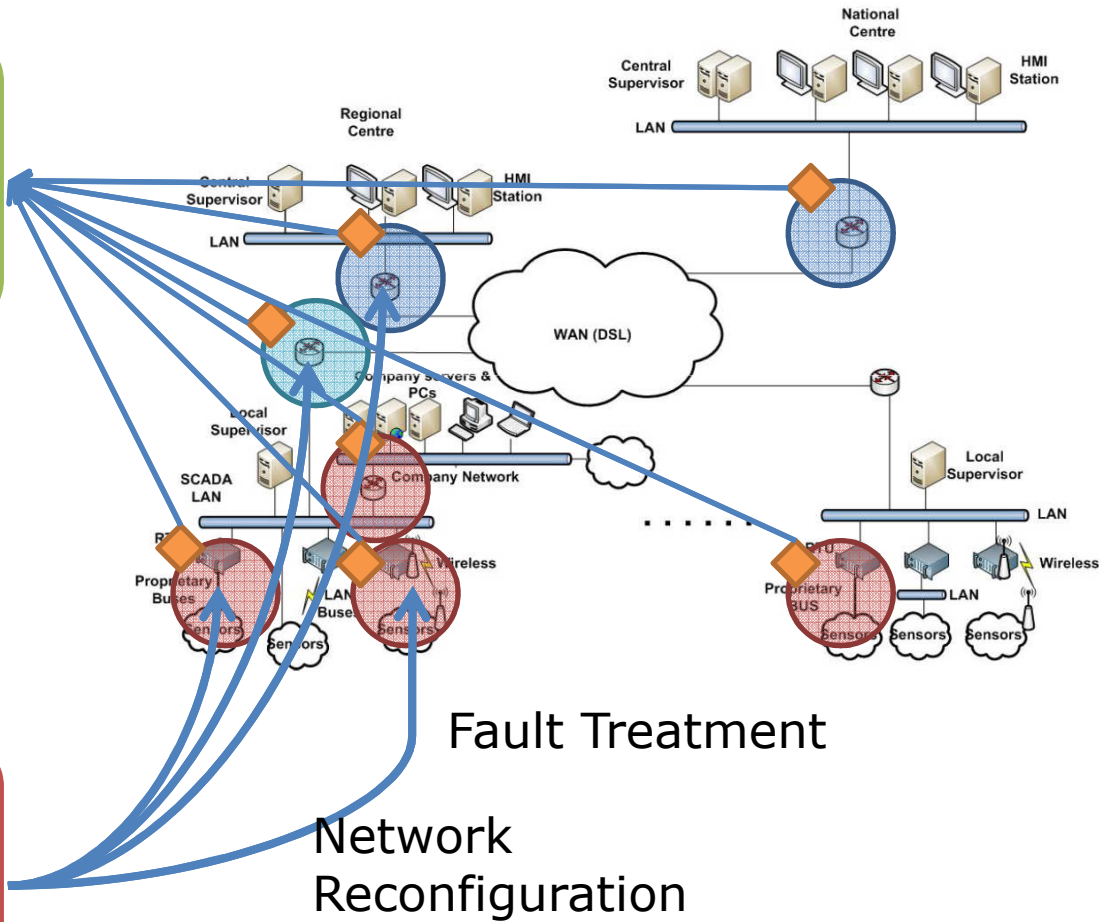 National
Centre
Central
Supervisor
HMI
Station
LAN
Regional
Centre
Central
Supervisor
HMI
Station
LAN
WAN (DSL)
Company servers &
PCs
Local
Supervisor
Company Network
SCADA
LAN
Local
Supervisor
LAN
......
Wireless
Proprietary
Buses
LAN
Buses
Sensors
Sensors
Sensors
RTU
Wireless
Proprietary
BUS
LAN
Sensors
Sensors
Sensors
Fault Treatment
Network
Reconfiguration